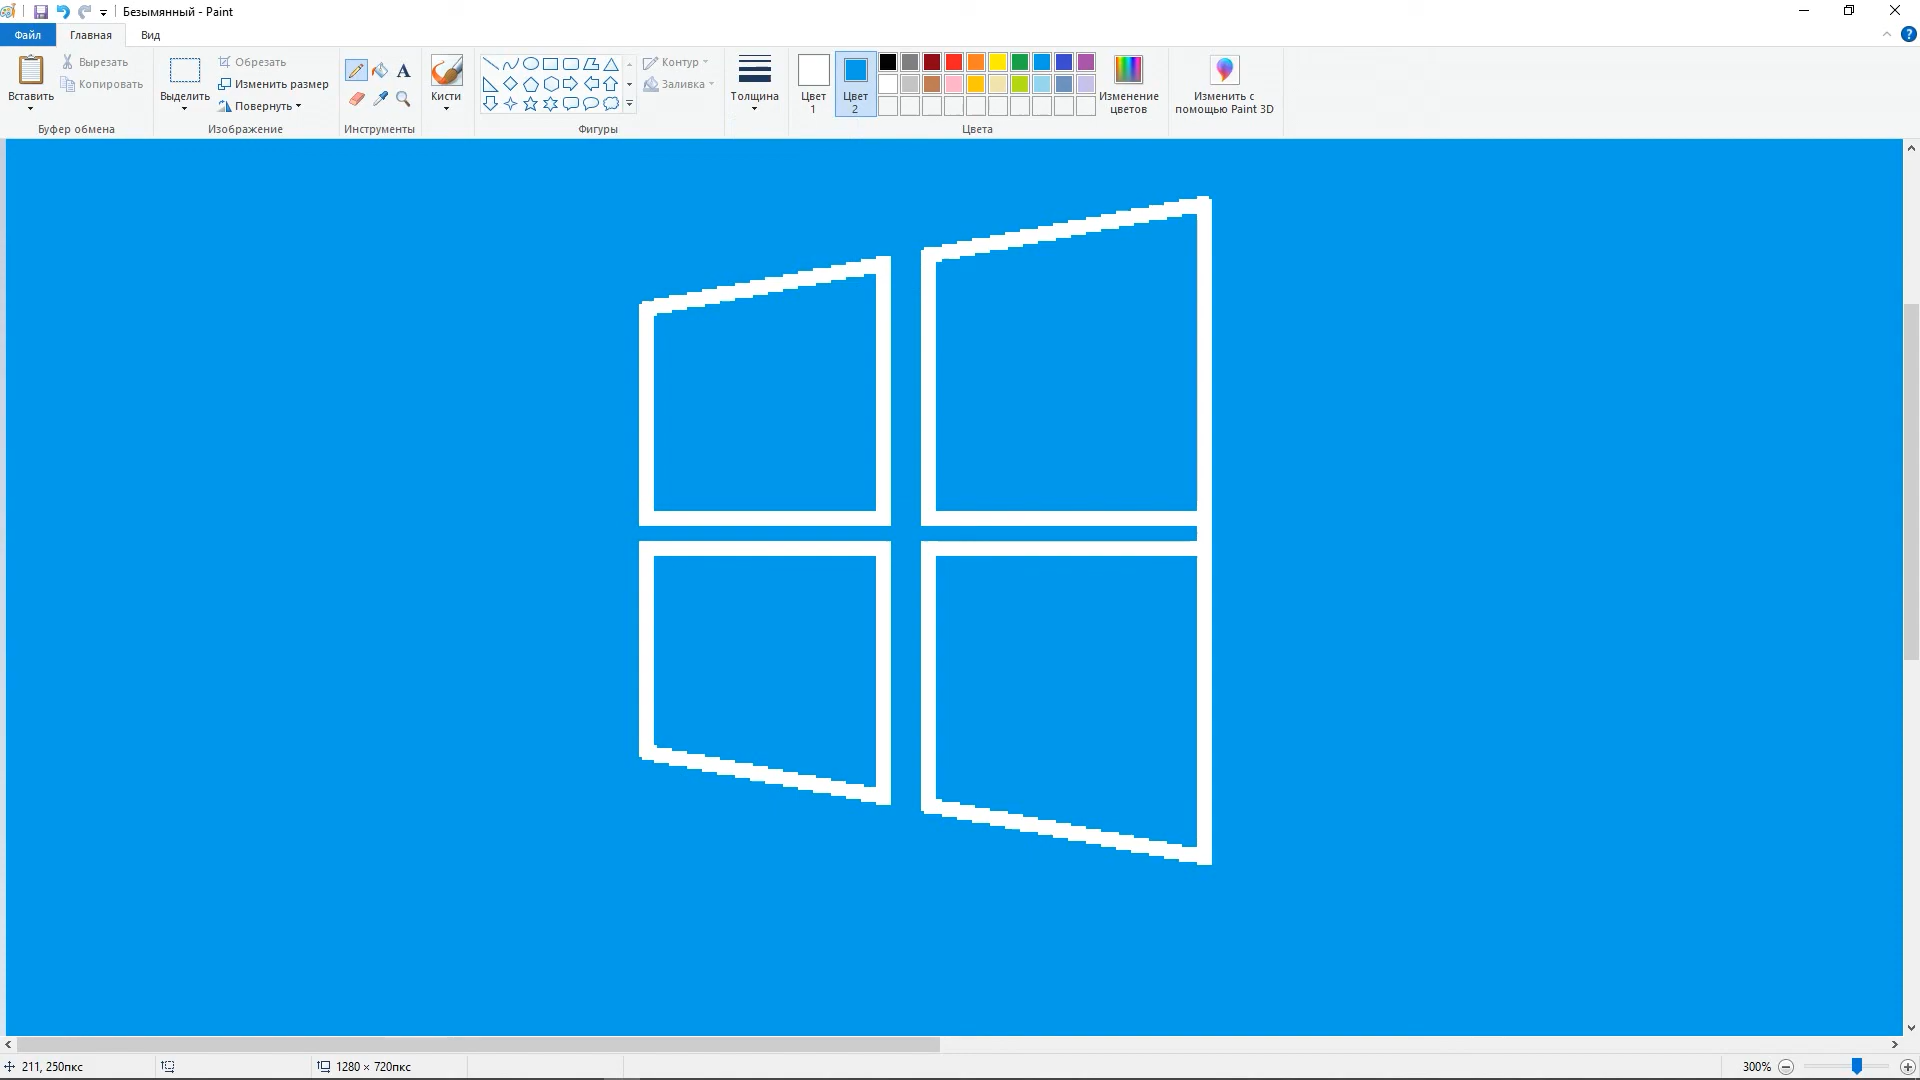 Безымянный - Paint
Файл
Главная
Вид
Вставить
Вырезать
Копировать
Буфер обмена
Выделить
Обрезать
Изменить размер
Повернуть
Изображение
A
Инструменты
Кисти
Контур
Заливка
Фигуры
Толщина
Цвет
1
Цвет
2
Изменение
цветов
Цвета
Изменить с
помощью Paint 3D
?
211, 250пкс
1280 × 720пкс
300%